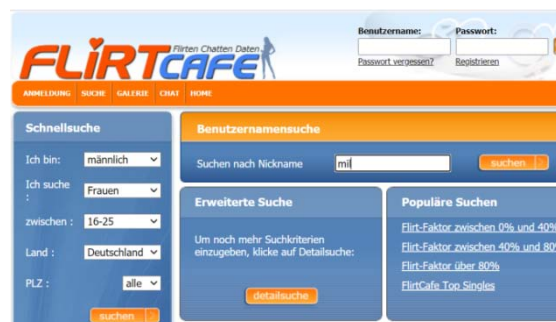 Benutzername: Passwort:
FLiRTCAFE Flirten Chatten Daten
Passwort vergessen? Registrieren
ANMELDUNG SUCHE GALERIE CHAT HOME
Schnellsuche
Ich bin: männlich
Ich suche : Frauen
zwischen : 16-25
Land : Deutschland
PLZ : alle
suchen
Benutzernamensuche
Suchen nach Nickname mil suchen
Erweiterte Suche
Um noch mehr Suchkriterien
einzugeben, klicke auf Detailsuche:
detailsuche
Populäre Suchen
Flirt-Faktor zwischen 0% und 40%
Flirt-Faktor zwischen 40% und 80%
Flirt-Faktor über 80%
FlirtCafe Top Singles